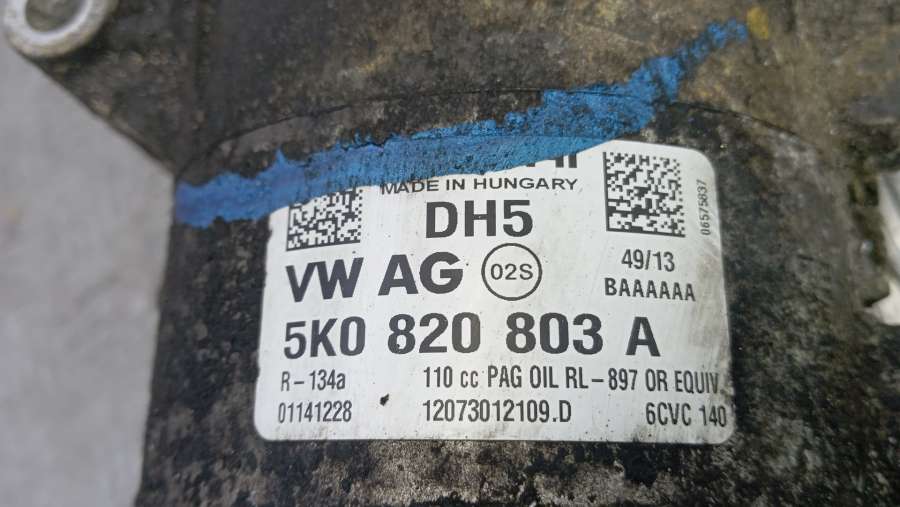 MADE IN HUNGARY
DH5
VW AG 02S
49/13
BAAAAAA
06575837
5K0 820 803 A
R-134a 110 cc PAG OIL RL-897 OR EQUIV.
01141228 12073012109.D 6CVC 140